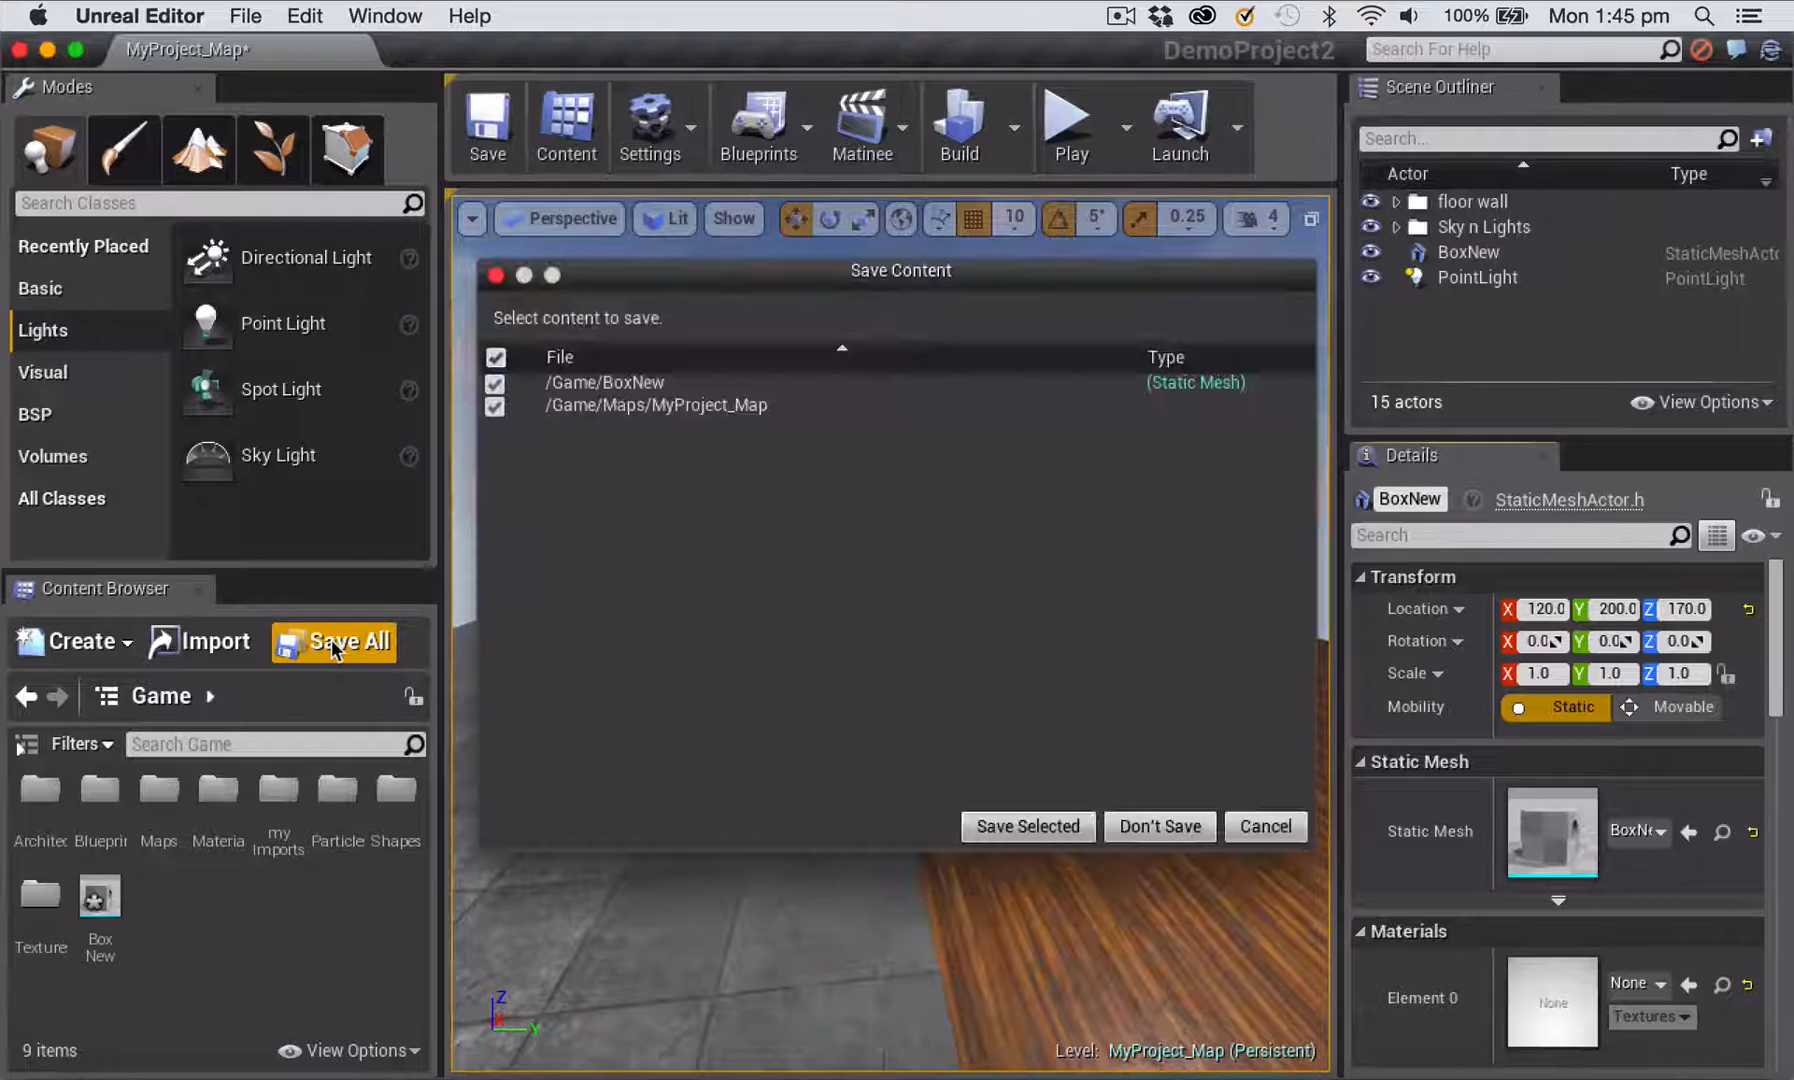 Unreal Editor File Edit Window Help 100% Mon 1:45 pm
MyProject_Map* DemoProject2 Search For Help
Modes
Search Classes
Recently Placed
Basic
Lights
Visual
BSP
Volumes
All Classes
Directional Light
Point Light
Spot Light
Sky Light
Save Content Settings Blueprints Matinee Build Play Launch
Perspective Lit Show 10 5° 0.25 4
Save Content
Select content to save.
File Type
/Game/BoxNew (Static Mesh)
/Game/Maps/MyProject_Map
Save Selected Don't Save Cancel
Level: MyProject_Map (Persistent)
Z
X
Y
Content Browser
Create Import Save All
Game
Filters Search Game
Architec Blueprii Maps Materia my Imports Particle Shapes
Texture Box New
9 items View Options
Scene Outliner
Search...
Actor Type
floor wall
Sky n Lights
BoxNew StaticMeshActo
PointLight PointLight
15 actors View Options
Details
BoxNew StaticMeshActor.h
Search
Transform
Location X 120.0 Y 200.0 Z 170.0
Rotation X 0.0 Y 0.0 Z 0.0
Scale X 1.0 Y 1.0 Z 1.0
Mobility Static Movable
Static Mesh
Static Mesh BoxNe
Materials
Element 0 None None
Textures